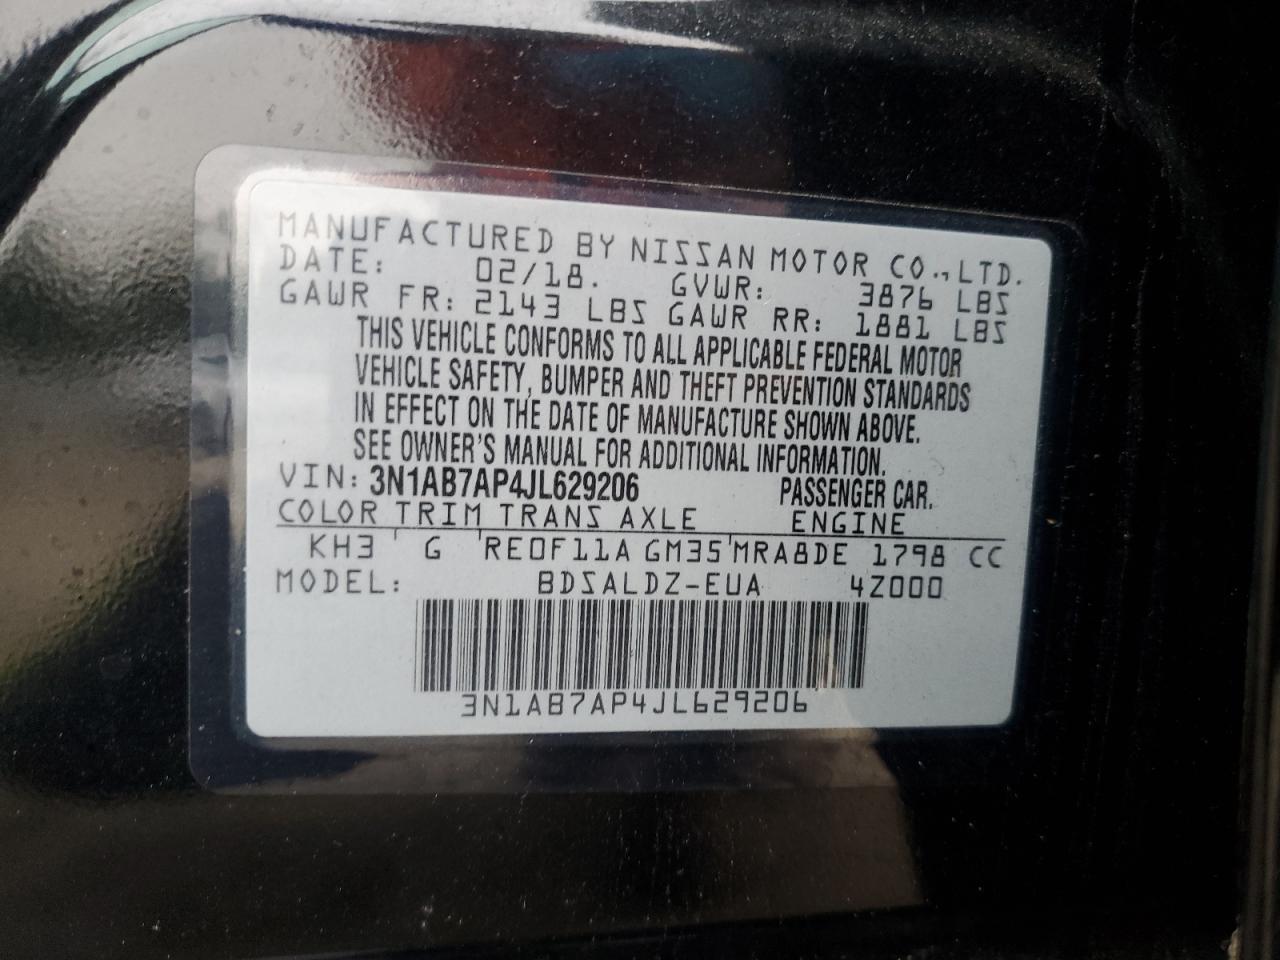 MANUFACTURED BY NISSAN MOTOR CO., LTD.
DATE: 02/18. GVWR: 3876 LBS
GAWR FR: 2143 LBS GAWR RR: 1881 LBS
THIS VEHICLE CONFORMS TO ALL APPLICABLE FEDERAL MOTOR
VEHICLE SAFETY, BUMPER AND THEFT PREVENTION STANDARDS
IN EFFECT ON THE DATE OF MANUFACTURE SHOWN ABOVE.
SEE OWNER'S MANUAL FOR ADDITIONAL INFORMATION.
VIN: 3N1AB7AP4JL629206 PASSENGER CAR.
COLOR TRIM TRANS AXLE ENGINE
KH3 G RE0F11A GM35 MRA8DE 1798 CC
MODEL: BDSALDZ-EUA 4Z000
3N1AB7AP4JL629206